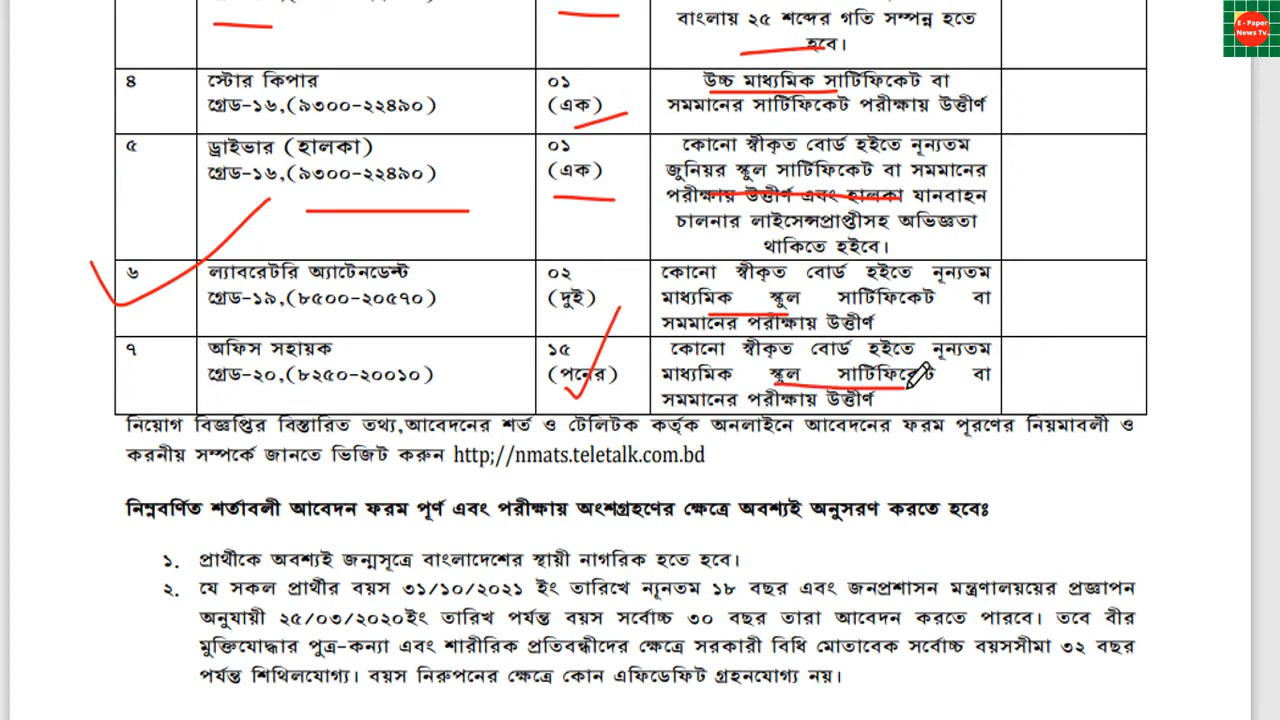 বাংলায় ২৫ শব্দের গতি সম্পন্ন হতে
হবে।
E - Paper
News Tv.
৪ স্টোর কিপার ০১ উচ্চ মাধ্যমিক সার্টিফিকেট বা
গ্রেড-১৬,(৯৩০০-২২৪৯০) (এক) সমমানের সার্টিফিকেট পরীক্ষায় উত্তীর্ণ
৫ ড্রাইভার (হালকা) ০১ কোনো স্বীকৃত বোর্ড হইতে নূন্যতম
গ্রেড-১৬,(৯৩০০-২২৪৯০) (এক) জুনিয়র স্কুল সার্টিফিকেট বা সমমানের
পরীক্ষায় উত্তীর্ণ এবং হালকা যানবাহন
চালনার লাইসেন্সপ্রাপ্তীসহ অভিজ্ঞতা
থাকিতে হইবে।
৬ ল্যাবরেটরি অ্যাটেনডেন্ট ০২ কোনো স্বীকৃত বোর্ড হইতে নূন্যতম
গ্রেড-১৯,(৮৫০০-২০৫৭০) (দুই) মাধ্যমিক স্কুল সার্টিফিকেট বা
সমমানের পরীক্ষায় উত্তীর্ণ
৭ অফিস সহায়ক ১৫ কোনো স্বীকৃত বোর্ড হইতে নূন্যতম
গ্রেড-২০,(৮২৫০-২০০১০) (পনের) মাধ্যমিক স্কুল সার্টিফিকেট বা
সমমানের পরীক্ষায় উত্তীর্ণ
নিয়োগ বিজ্ঞপ্তির বিস্তারিত তথ্য,আবেদনের শর্ত ও টেলিটক কর্তৃক অনলাইনে আবেদনের ফরম পূরণের নিয়মাবলী ও
করনীয় সম্পর্কে জানতে ভিজিট করুন http;//nmats.teletalk.com.bd
নিম্নবর্ণিত শর্তাবলী আবেদন ফরম পূর্ণ এবং পরীক্ষায় অংশগ্রহণের ক্ষেত্রে অবশ্যই অনুসরণ করতে হবেঃ
১. প্রার্থীকে অবশ্যই জন্মসূত্রে বাংলাদেশের স্থায়ী নাগরিক হতে হবে।
২. যে সকল প্রার্থীর বয়স ৩১/১০/২০২১ ইং তারিখে ন্যূনতম ১৮ বছর এবং জনপ্রশাসন মন্ত্রণালয়য়ের প্রজ্ঞাপন
অনুযায়ী ২৫/০৩/২০২০ইং তারিখ পর্যন্ত বয়স সর্বোচ্চ ৩০ বছর তারা আবেদন করতে পারবে। তবে বীর
মুক্তিযোদ্ধার পুত্র-কন্যা এবং শারীরিক প্রতিবন্ধীদের ক্ষেত্রে সরকারী বিধি মোতাবেক সর্বোচ্চ বয়সসীমা ৩২ বছর
পর্যন্ত শিথিলযোগ্য। বয়স নিরুপনের ক্ষেত্রে কোন এফিডেফিট গ্রহনযোগ্য নয়।